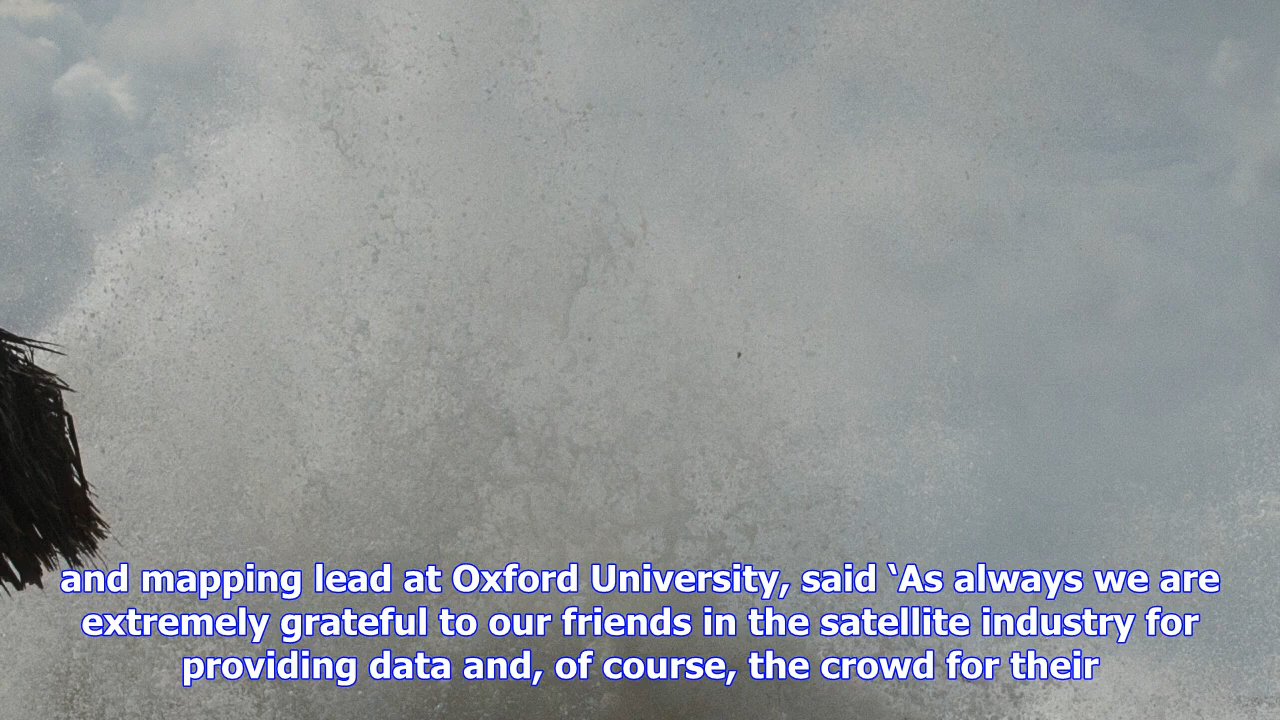 and mapping lead at Oxford University, said ‘As always we are
extremely grateful to our friends in the satellite industry for
providing data and, of course, the crowd for their